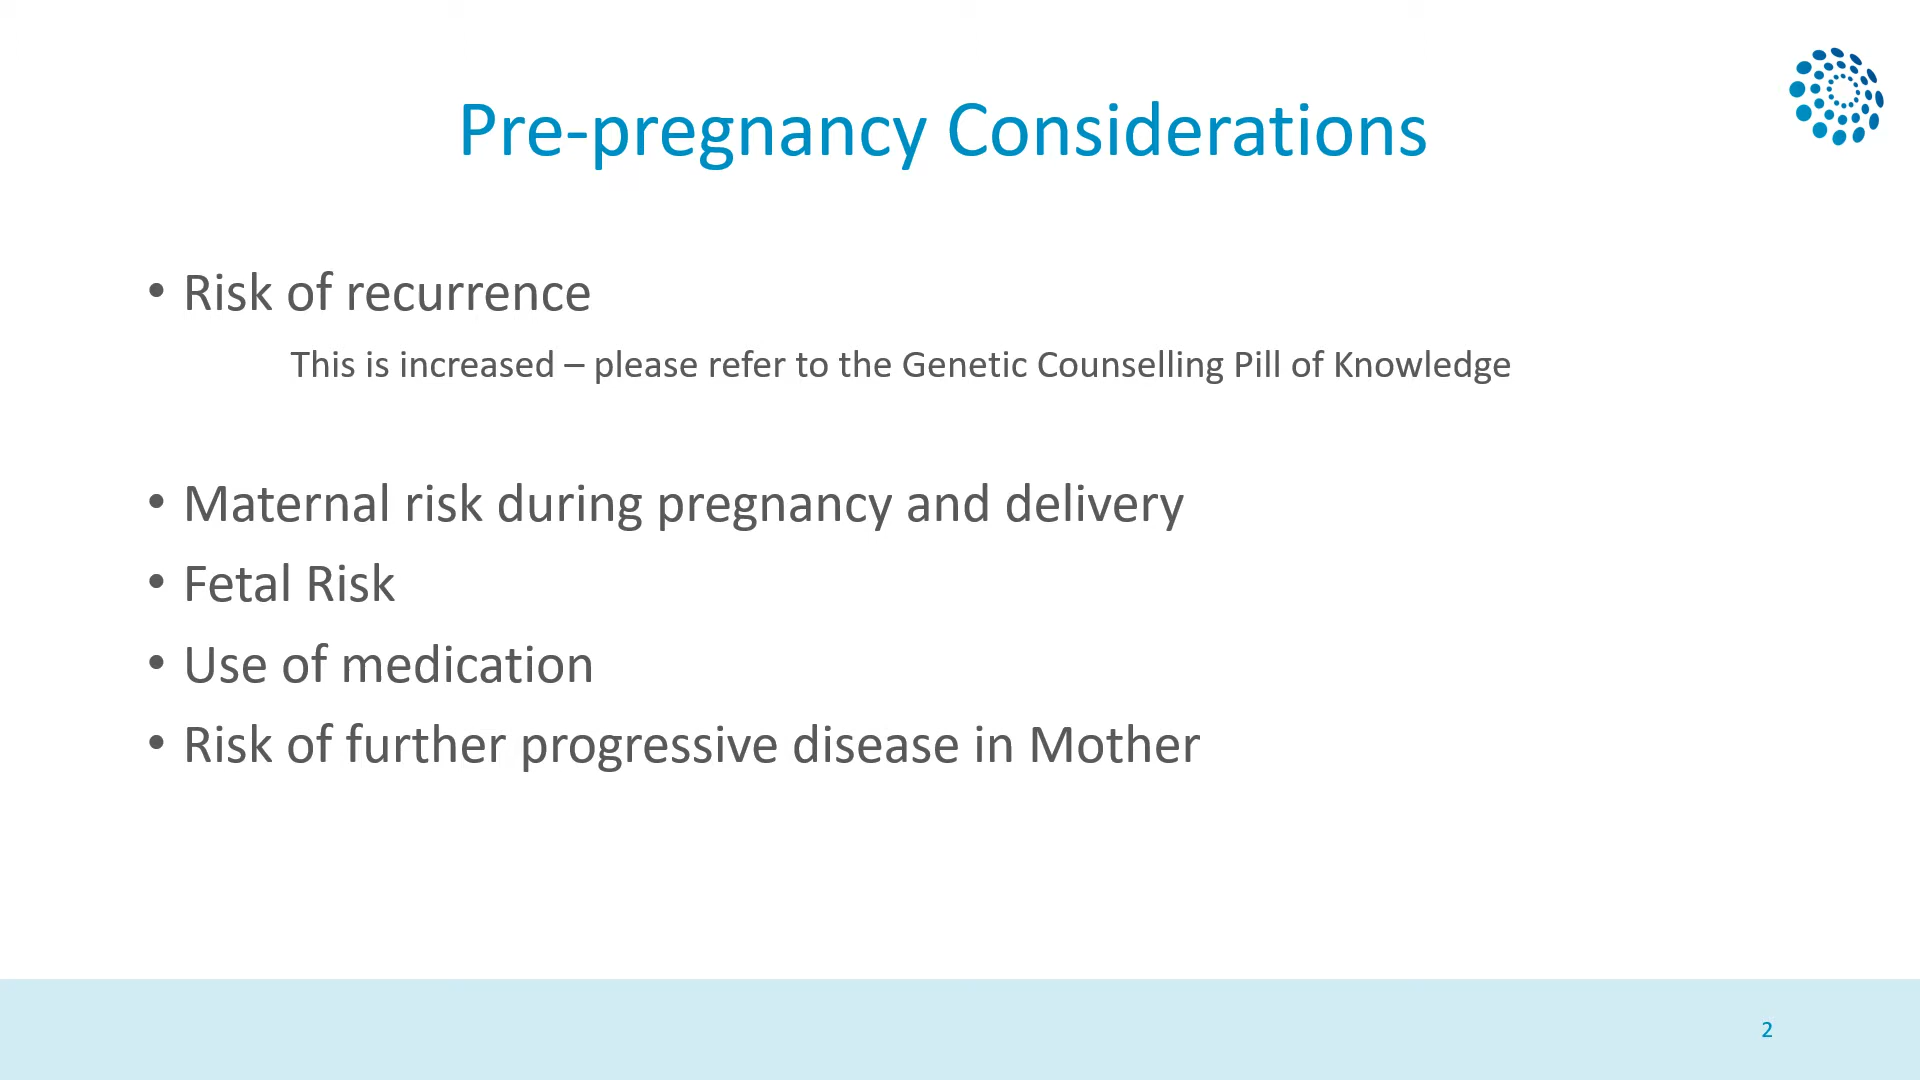 Pre-pregnancy Considerations
• Risk of recurrence
This is increased – please refer to the Genetic Counselling Pill of Knowledge
• Maternal risk during pregnancy and delivery
• Fetal Risk
• Use of medication
• Risk of further progressive disease in Mother
2